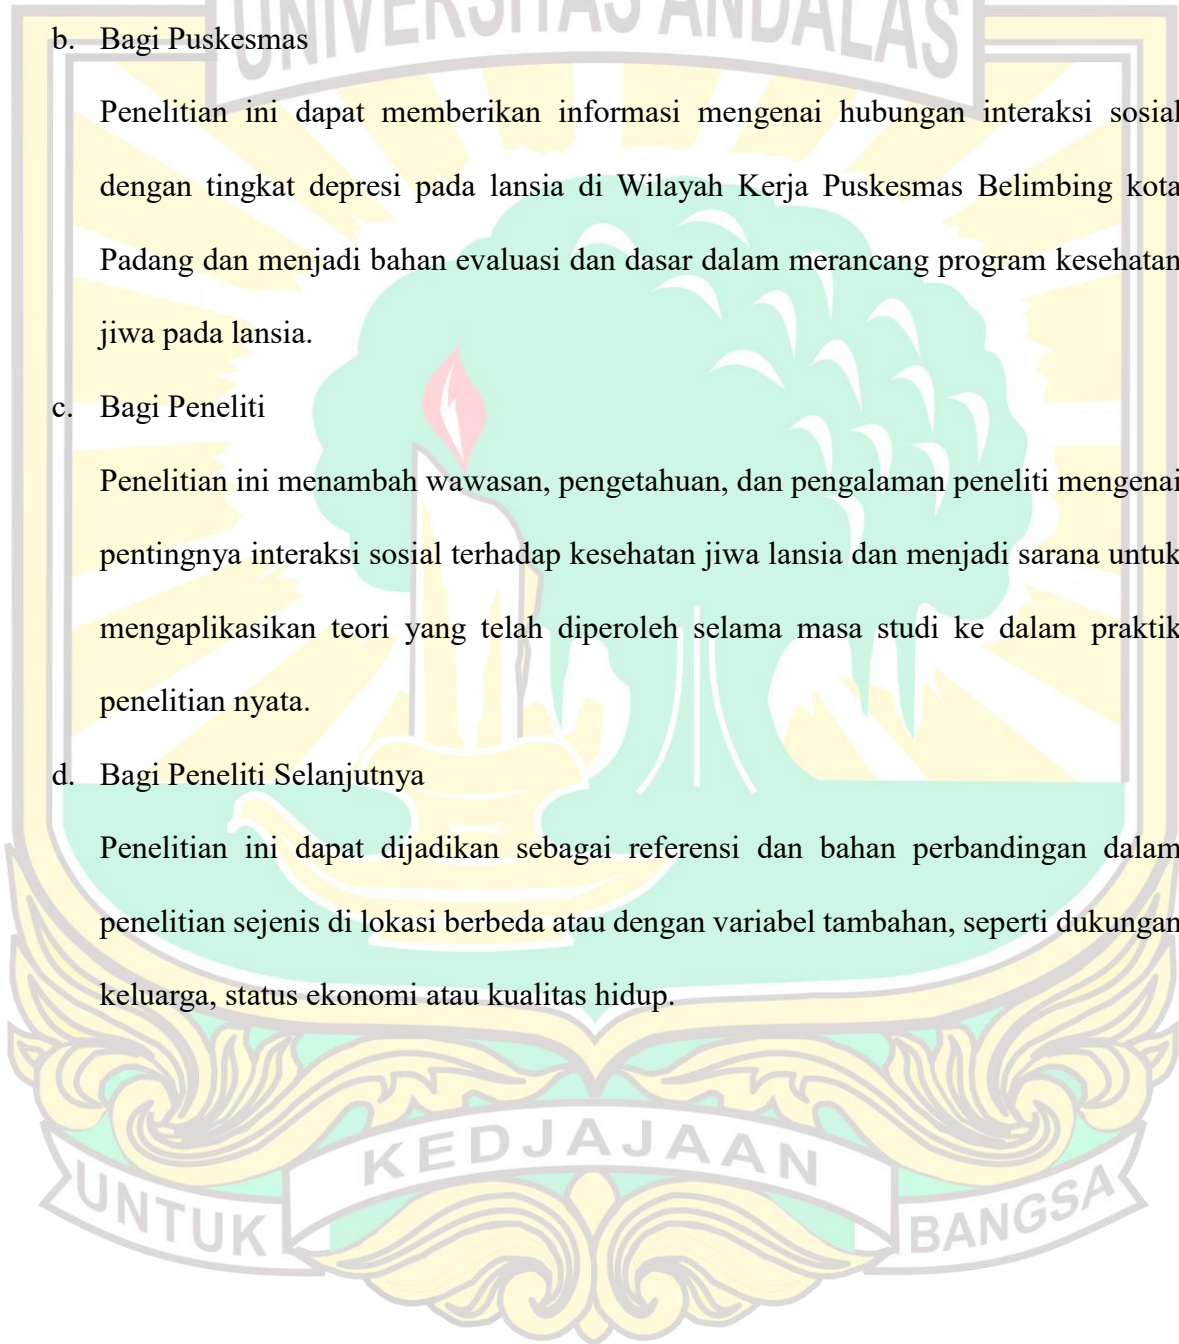 UNIVERSITAS ANDALAS
b. Bagi Puskesmas
Penelitian ini dapat memberikan informasi mengenai hubungan interaksi sosial
dengan tingkat depresi pada lansia di Wilayah Kerja Puskesmas Belimbing kota
Padang dan menjadi bahan evaluasi dan dasar dalam merancang program kesehatan
jiwa pada lansia.
c. Bagi Peneliti
Penelitian ini menambah wawasan, pengetahuan, dan pengalaman peneliti mengenai
pentingnya interaksi sosial terhadap kesehatan jiwa lansia dan menjadi sarana untuk
mengaplikasikan teori yang telah diperoleh selama masa studi ke dalam praktik
penelitian nyata.
d. Bagi Peneliti Selanjutnya
Penelitian ini dapat dijadikan sebagai referensi dan bahan perbandingan dalam
penelitian sejenis di lokasi berbeda atau dengan variabel tambahan, seperti dukungan
keluarga, status ekonomi atau kualitas hidup.
UNTUK KEDJAJAAN BANGSA